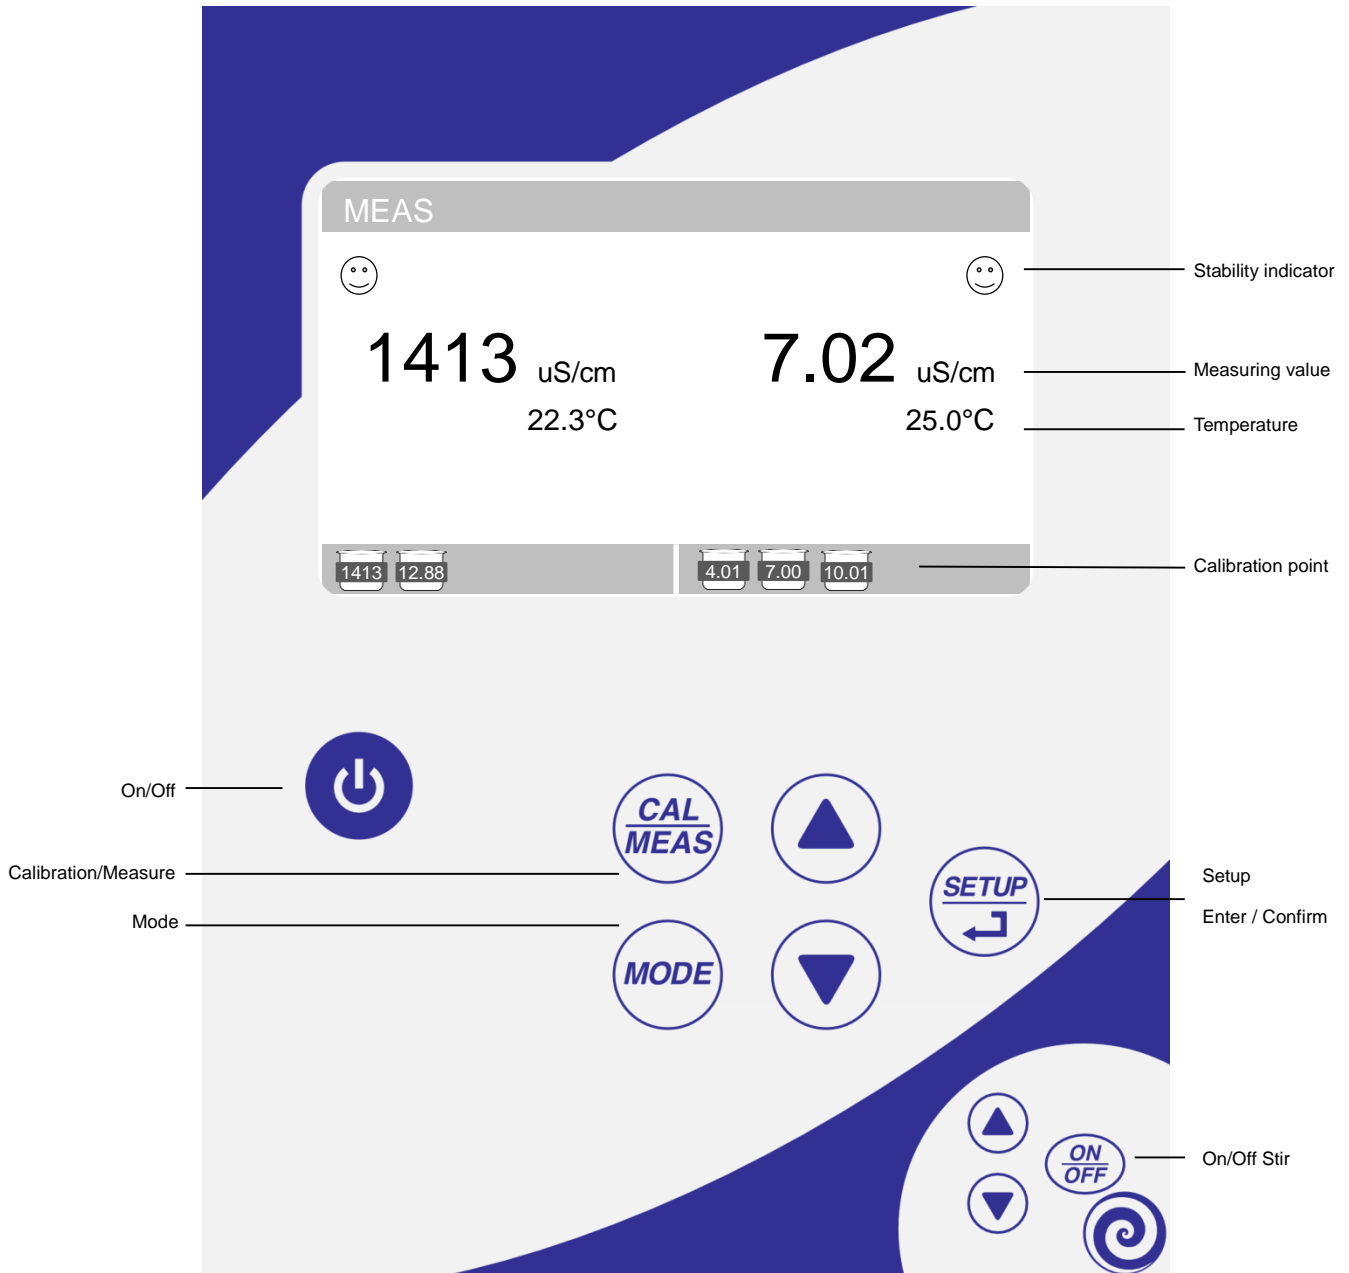 MEAS
Stability indicator
1413 uS/cm
7.02 uS/cm
Measuring value
22.3°C
25.0°C
Temperature
1413 12.88
4.01 7.00 10.01
Calibration point
On/Off
CAL
MEAS
Calibration/Measure
SETUP
Setup
Enter / Confirm
Mode
MODE
ON
OFF
On/Off Stir